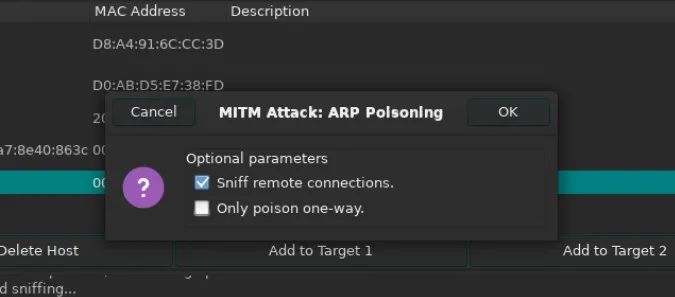 MAC Address Description
D8:A4:91:6C:CC:3D
D0:AB:D5:E7:38:FD
Cancel MITM Attack: ARP Poisoning OK
20
Optional parameters
a7:8e40:863c 00
? Sniff remote connections.
00
Only poison one-way.
Delete Host Add to Target 1 Add to Target 2
d sniffing...